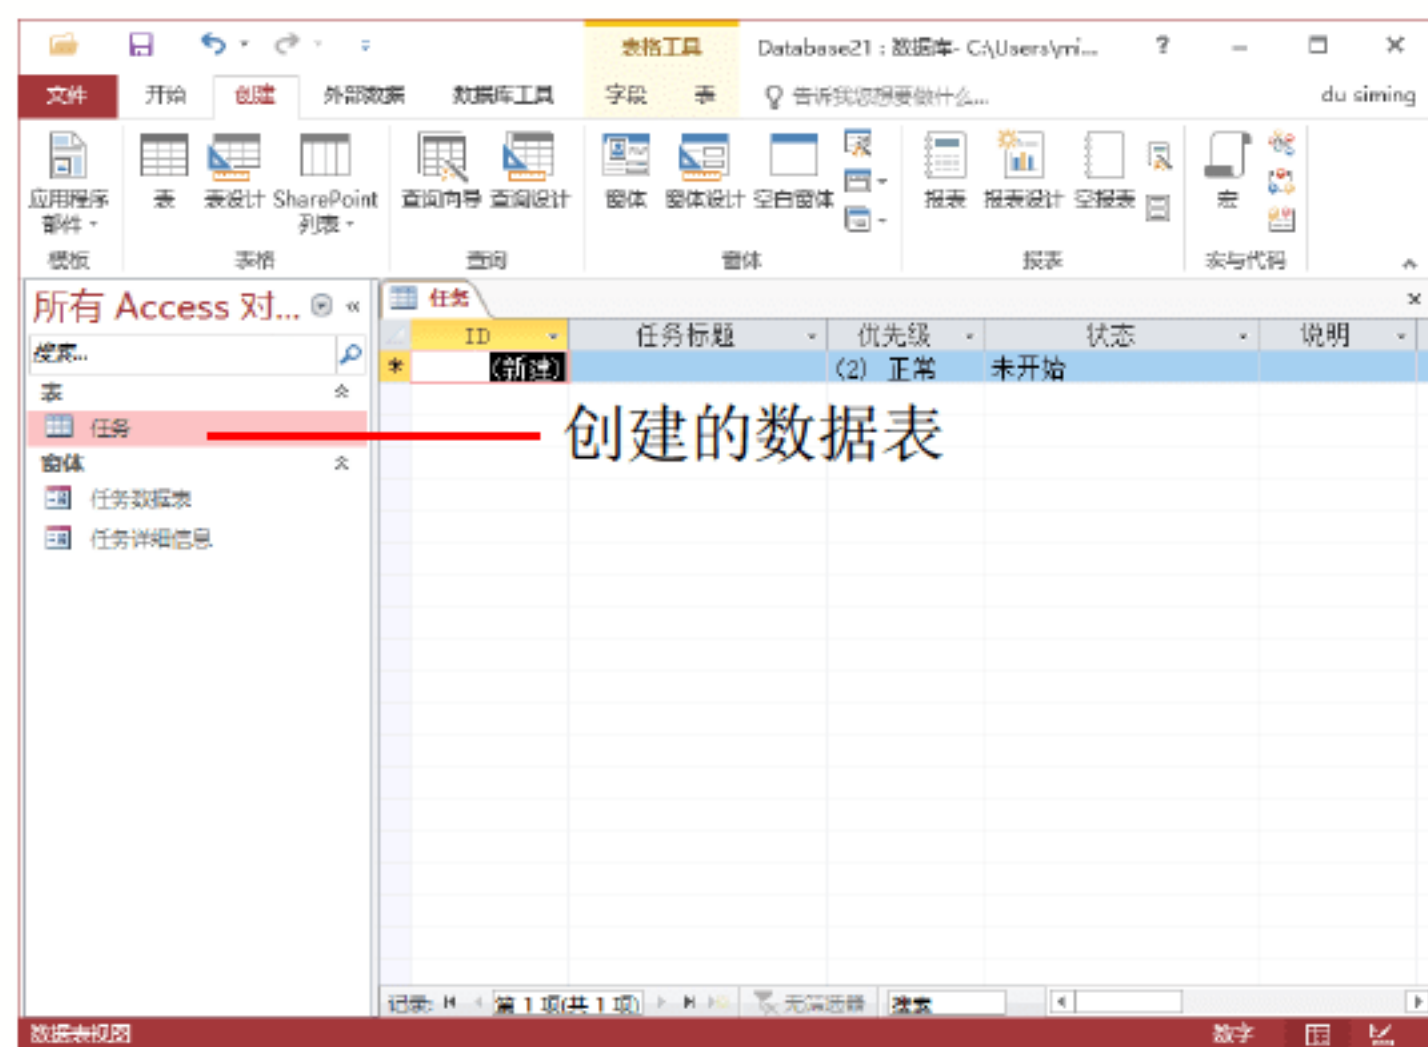 表格工具 Database21 : 数据库- C:\Users\mi... ?
文件 开始 创建 外部数据 数据库工具 字段 表 告诉我您想要做什么... du siming
应用程序 表 表设计 SharePoint 查询向导 查询设计 窗体 窗体设计 空白窗体 报表 报表设计 空报表 宏
部件 列表
模板 表格 查询 窗体 报表 宏与代码
所有 Access 对... «
任务
ID 任务标题 优先级 状态 说明
搜索...
* (新建) (2) 正常 未开始
表
任务
创建的数据表
窗体
任务数据表
任务详细信息
记录: 第 1 项(共 1 项) 无筛选器 搜索
数据表视图 数字